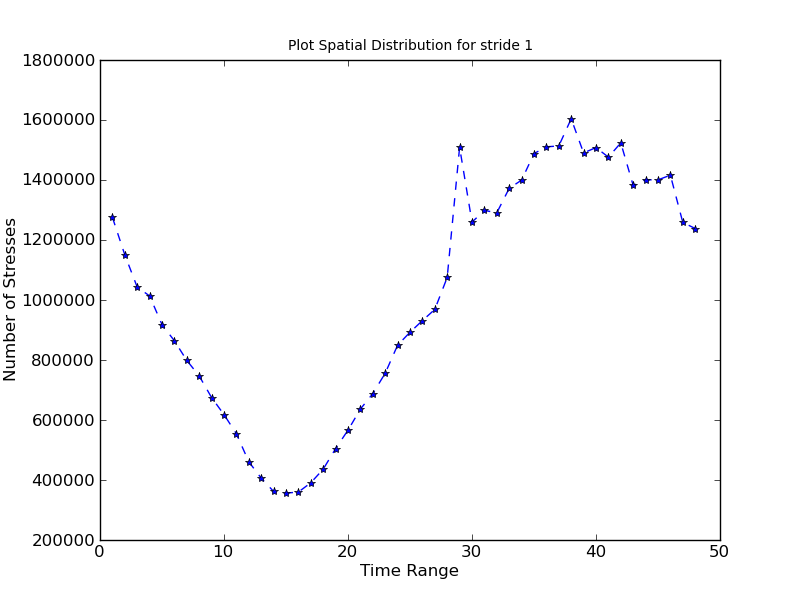 Plot Spatial Distribution for stride 1
1800000
1600000
1400000
1200000
1000000
800000
600000
400000
200000
Number of Stresses
0 10 20 30 40 50
Time Range